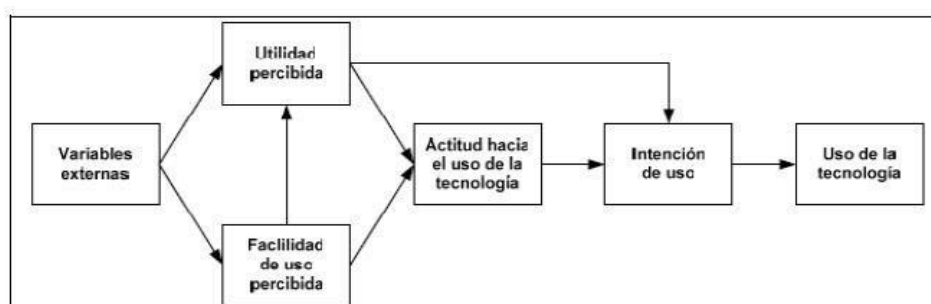 Utilidad
percibida
Variables
externas
Actitud hacia
el uso de la
tecnología
Intención
de uso
Uso de la
tecnología
Faclilidad
de uso
percibida